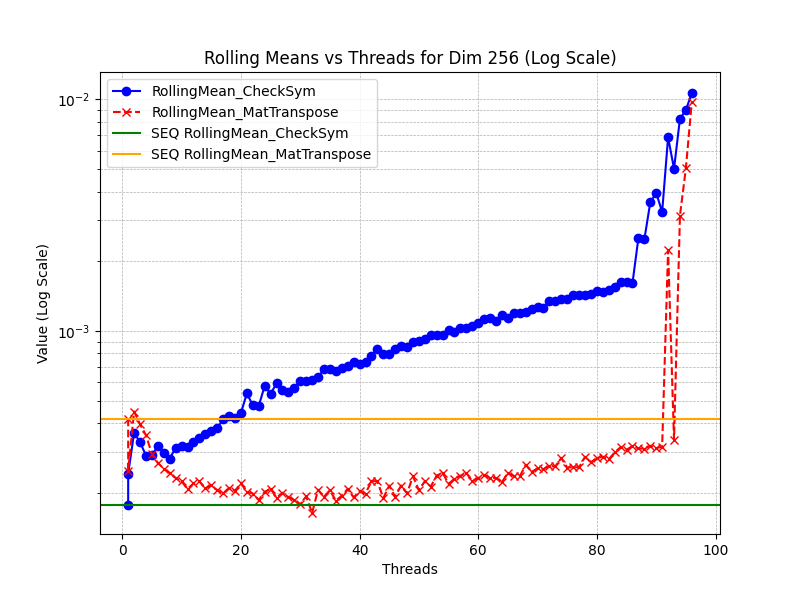 Rolling Means vs Threads for Dim 256 (Log Scale)
RollingMean_CheckSym
RollingMean_MatTranspose
SEQ RollingMean_CheckSym
SEQ RollingMean_MatTranspose
Value (Log Scale)
10⁻²
10⁻³
0 20 40 60 80 100
Threads